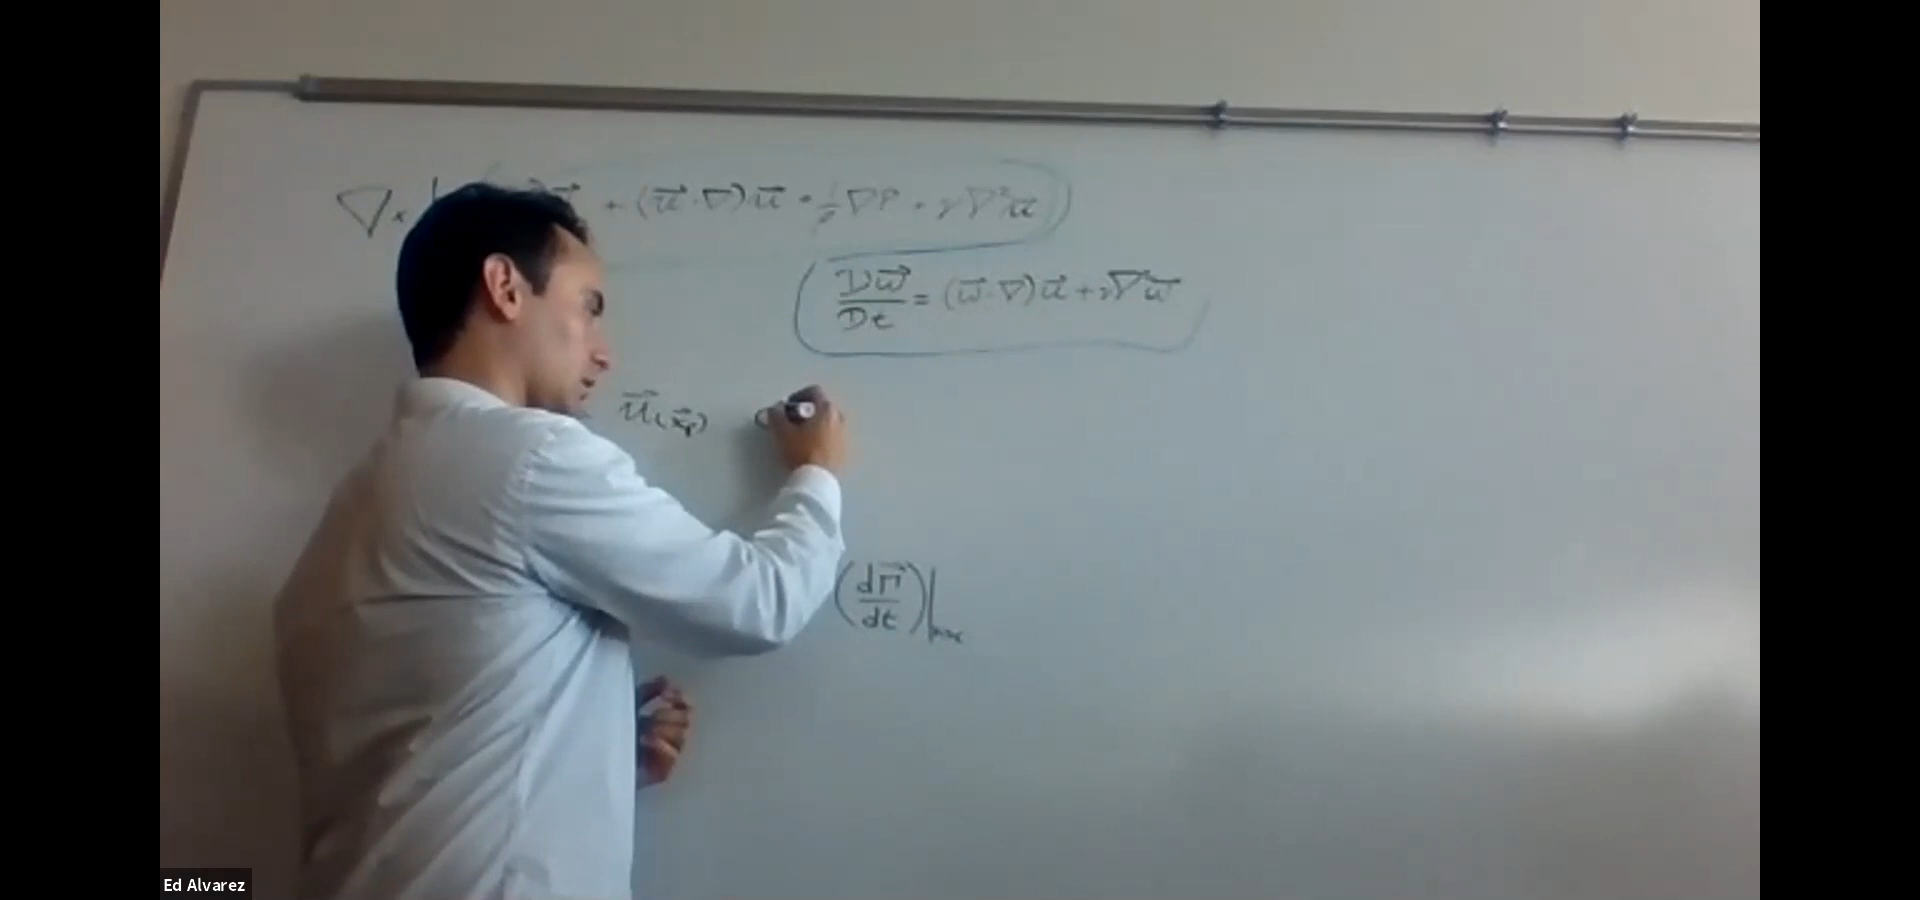 ∇× + (u⃗·∇)u⃗ = 1/ρ ∇P + ν∇²u⃗ )
Dω⃗/Dt = (ω⃗·∇)u⃗ + ν∇²ω⃗
u⃗(x⃗p)
(dΓ⃗/dt)|
Ed Alvarez